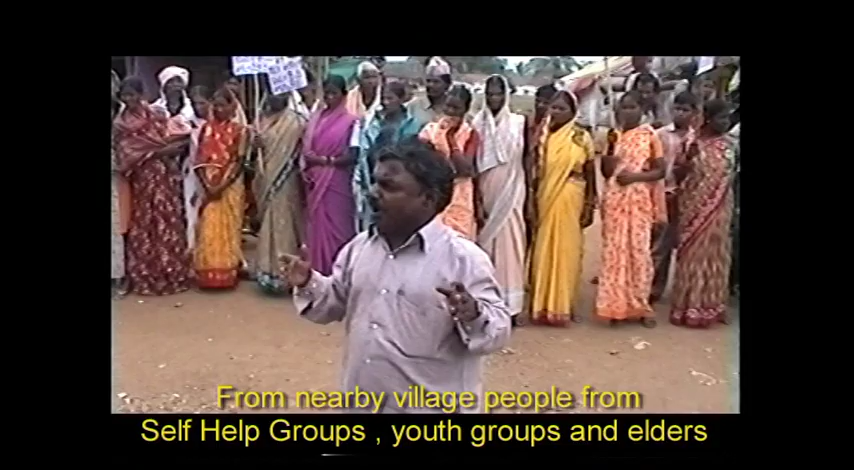 From nearby village people from
Self Help Groups , youth groups and elders